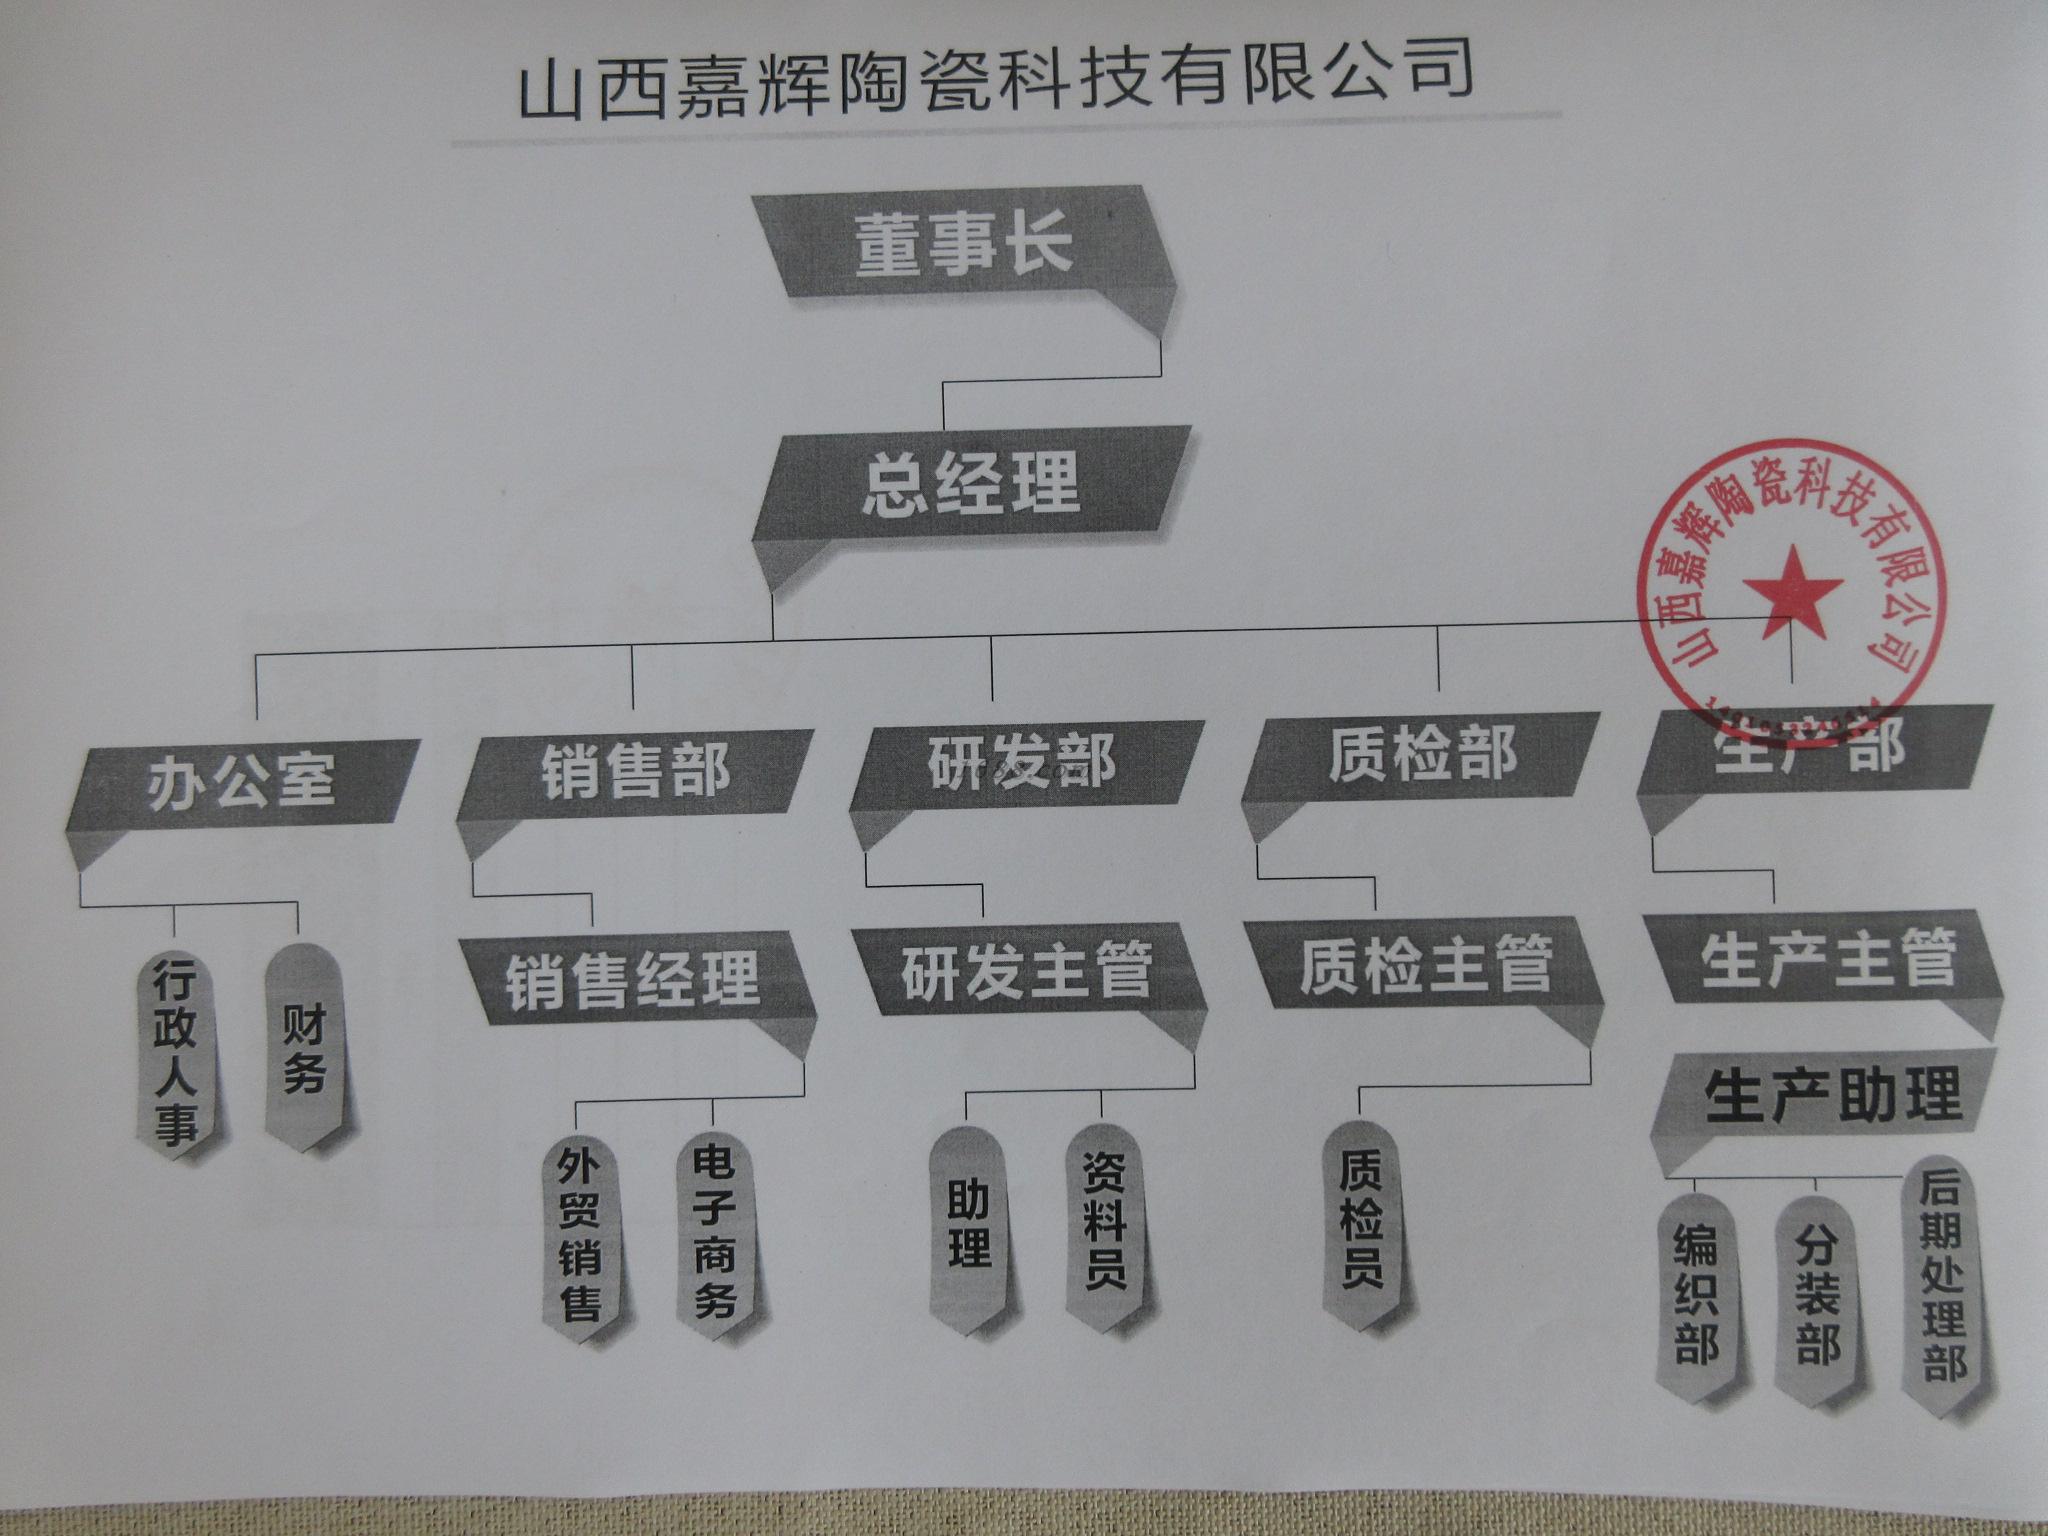 山西嘉辉陶瓷科技有限公司
董事长
总经理
山西嘉辉陶瓷科技有限公司
办公室
销售部
研发部
质检部
生产部
1688.com
销售经理
研发主管
质检主管
生产主管
行政人事
财务
生产助理
外贸销售
电子商务
助理
资料员
质检员
编织部
分装部
后期处理部